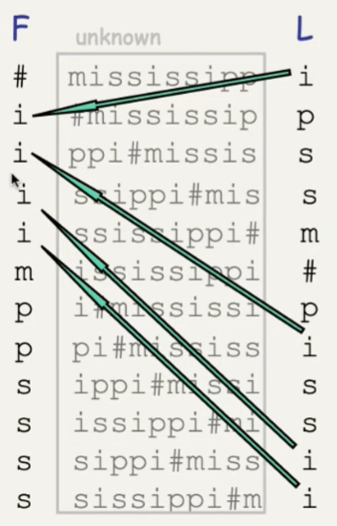 F unknown L
# mississipp i
i #mississip p
i ppi#missis s
i ssippi#mis s
i ssissippi# m
m ississippi #
p i#mississi p
p pi#mississ i
s ippi#missi s
s issippi#mi s
s sippi#miss i
s sissippi#m i